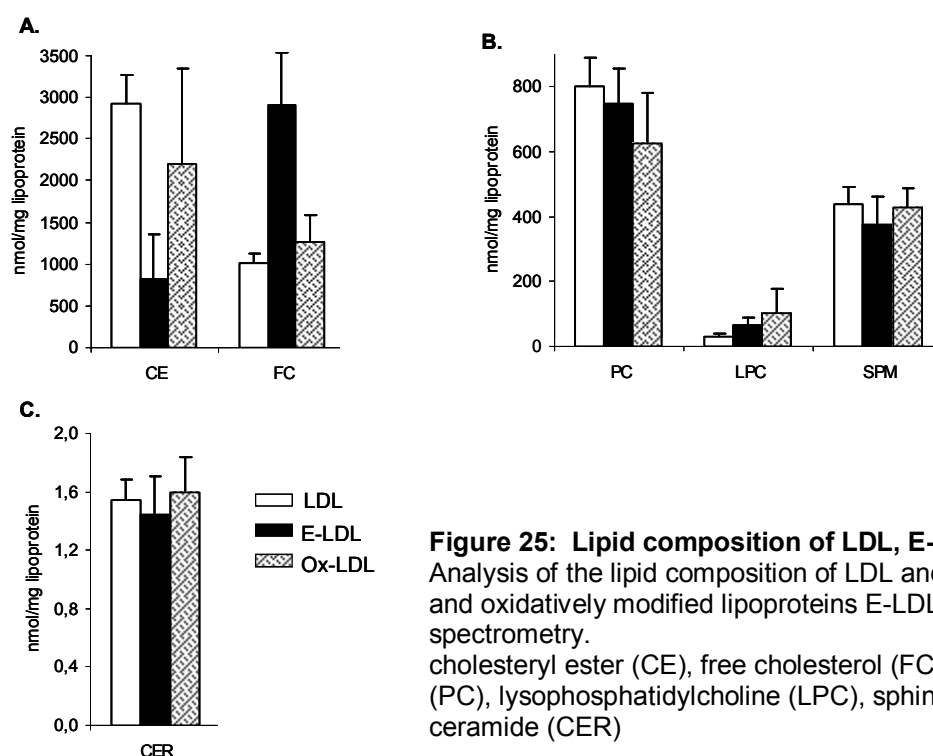 A.
3500
3000
2500
2000
1500
1000
500
0
nmol/mg lipoprotein
CE FC
B.
800
600
400
200
0
nmol/mg lipoprotein
PC LPC SPM
C.
2,0
1,6
1,2
0,8
0,4
0,0
nmol/mg lipoprotein
CER
LDL
E-LDL
Ox-LDL
Figure 25: Lipid composition of LDL, E-
Analysis of the lipid composition of LDL and
and oxidatively modified lipoproteins E-LDL
spectrometry.
cholesteryl ester (CE), free cholesterol (FC
(PC), lysophosphatidylcholine (LPC), sphin
ceramide (CER)